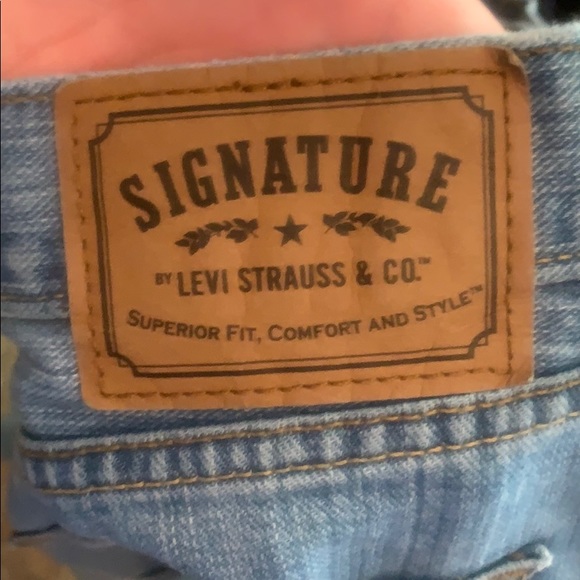 SIGNATURE
BY LEVI STRAUSS & CO.™
SUPERIOR FIT, COMFORT AND STYLE™